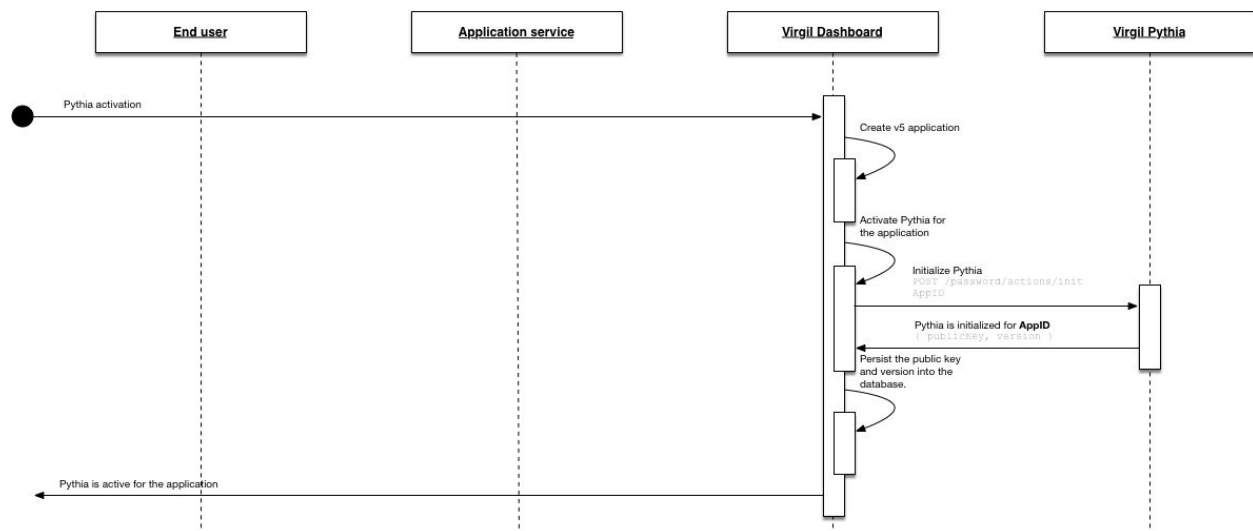 End user
Application service
Virgil Dashboard
Virgil Pythia
Pythia activation
Create v5 application
Activate Pythia for
the application
Initialize Pythia
POST /password/actions/init
AppID
Pythia is initialized for AppID
{ publicKey, version }
Persist the public key
and version into the
database.
Pythia is active for the application